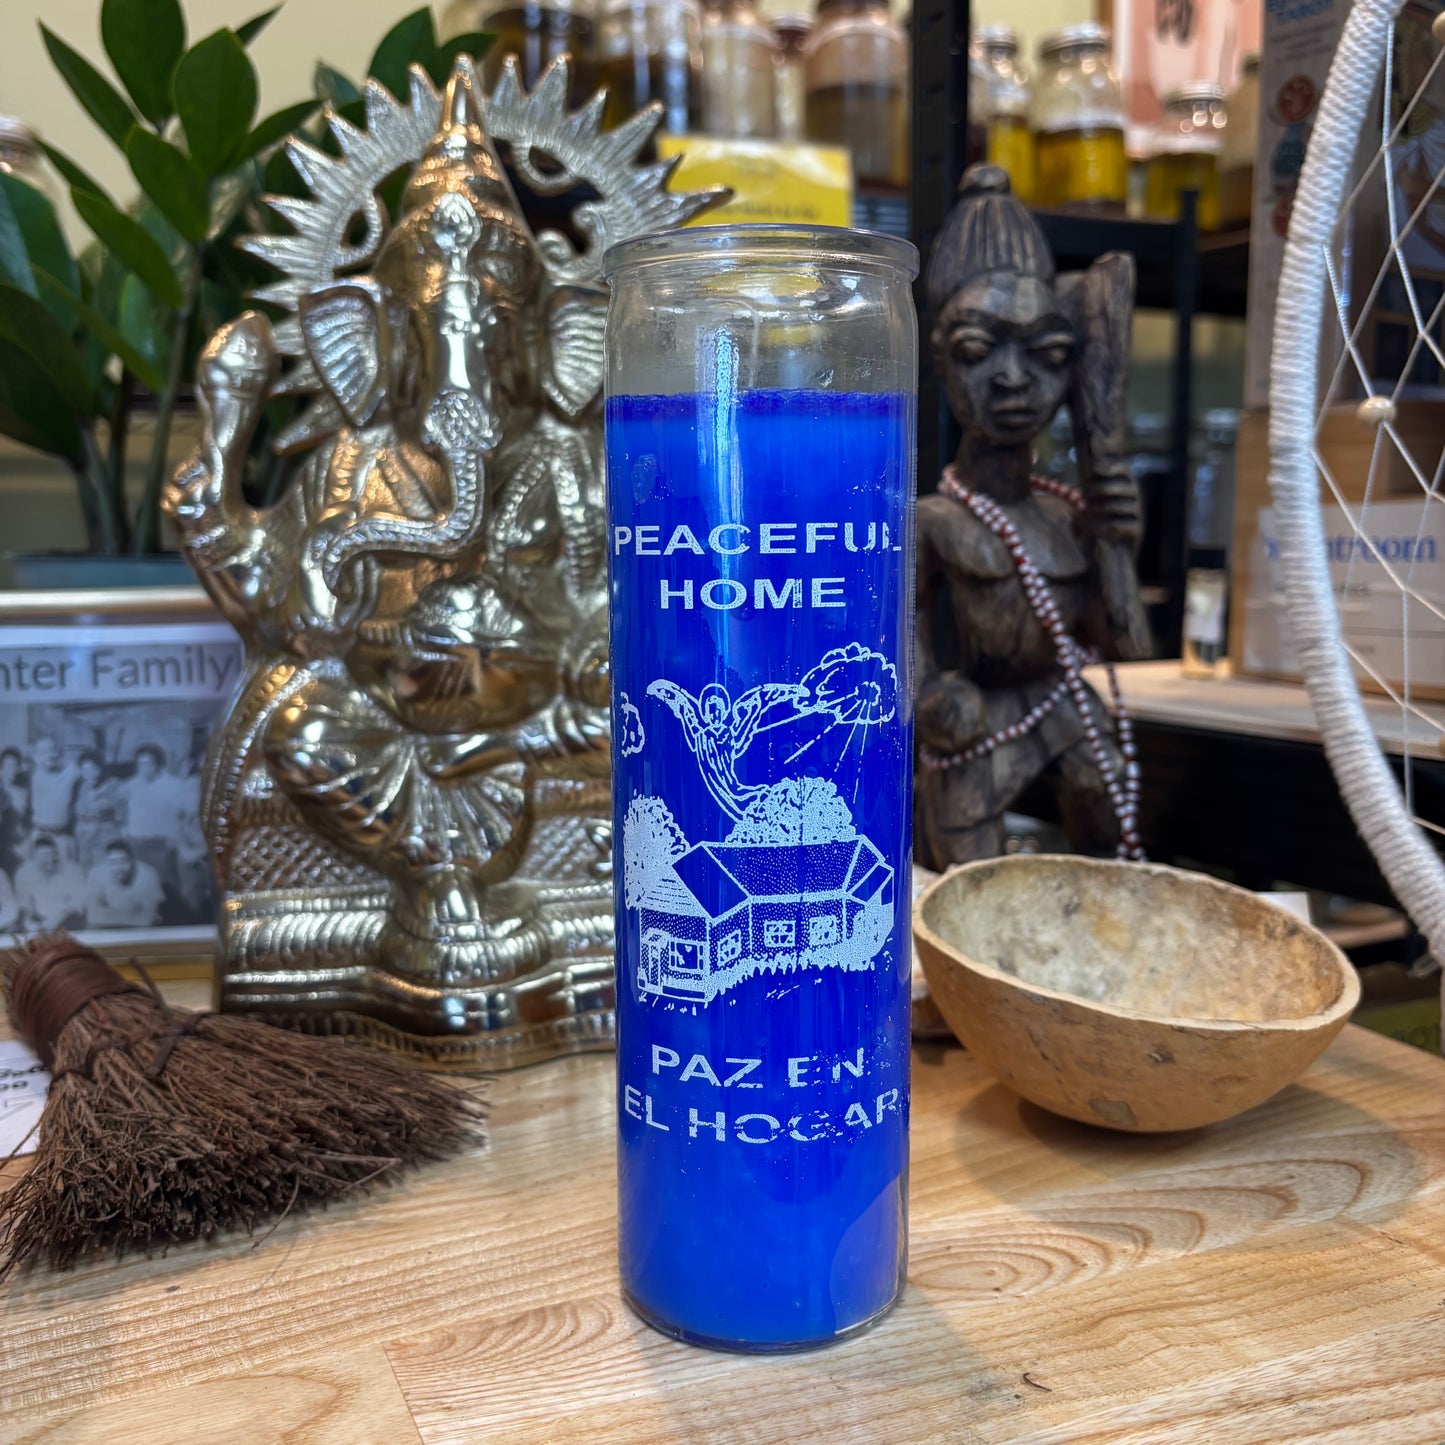 PEACEFUL
HOME
PAZ EN
EL HOGAR
nter Family